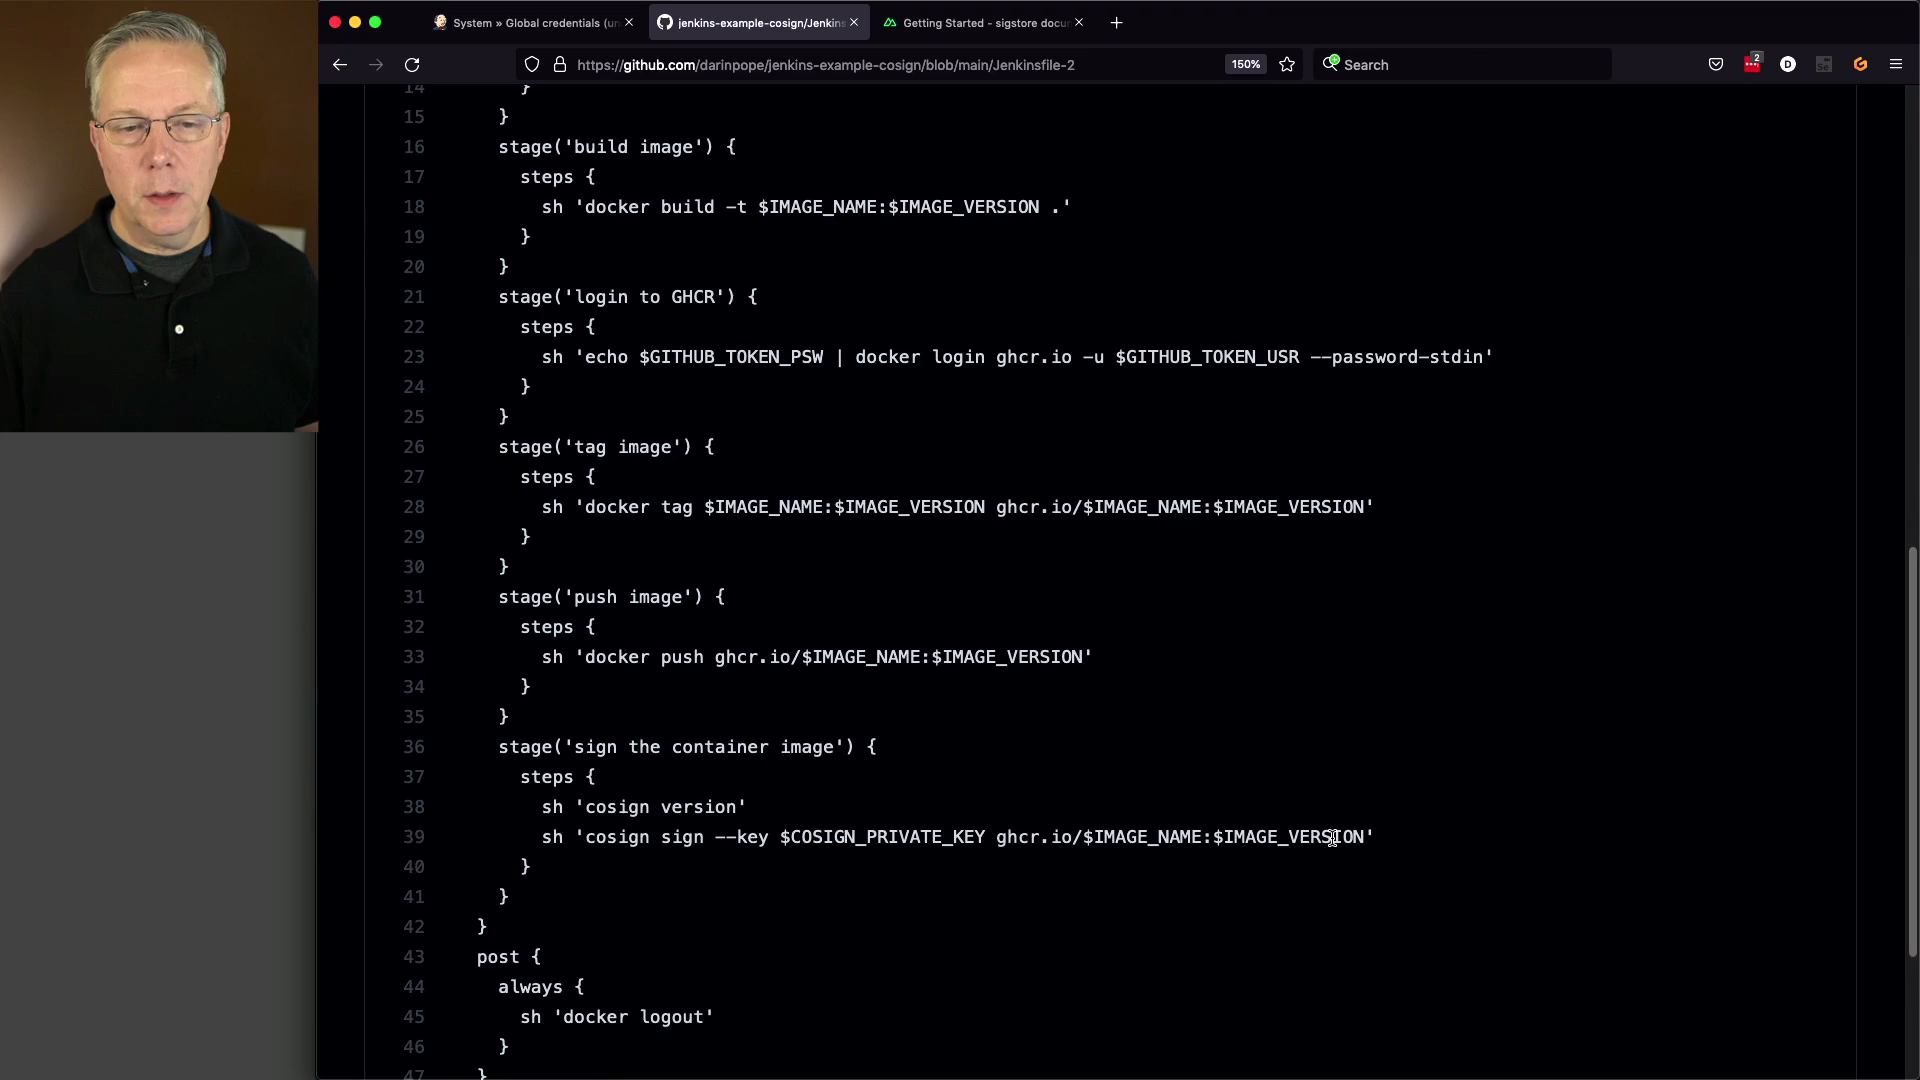 System » Global credentials (un
jenkins-example-cosign/Jenkins
Getting Started - sigstore docu
https://github.com/darinpope/jenkins-example-cosign/blob/main/Jenkinsfile-2
150%
Search
2
14 }
15 }
16 stage('build image') {
17 steps {
18 sh 'docker build -t $IMAGE_NAME:$IMAGE_VERSION .'
19 }
20 }
21 stage('login to GHCR') {
22 steps {
23 sh 'echo $GITHUB_TOKEN_PSW | docker login ghcr.io -u $GITHUB_TOKEN_USR --password-stdin'
24 }
25 }
26 stage('tag image') {
27 steps {
28 sh 'docker tag $IMAGE_NAME:$IMAGE_VERSION ghcr.io/$IMAGE_NAME:$IMAGE_VERSION'
29 }
30 }
31 stage('push image') {
32 steps {
33 sh 'docker push ghcr.io/$IMAGE_NAME:$IMAGE_VERSION'
34 }
35 }
36 stage('sign the container image') {
37 steps {
38 sh 'cosign version'
39 sh 'cosign sign --key $COSIGN_PRIVATE_KEY ghcr.io/$IMAGE_NAME:$IMAGE_VERSION'
40 }
41 }
42 }
43 post {
44 always {
45 sh 'docker logout'
46 }
47 }